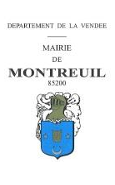 DEPARTEMENT DE LA VENDEE
MAIRIE
DE
MONTREUIL
85200